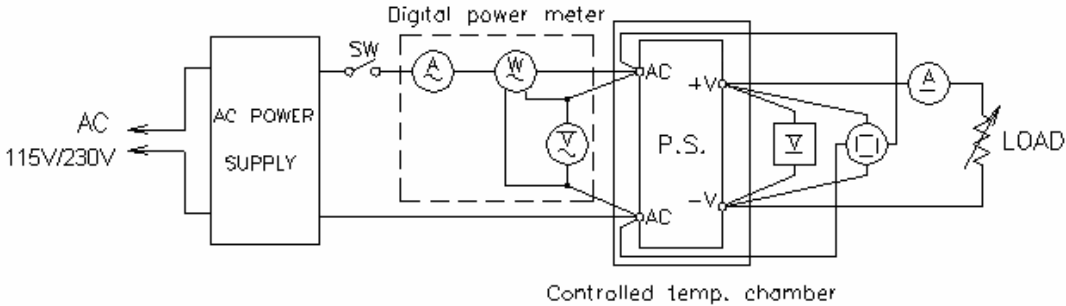 Digital power meter
SW
A
W
AC
+V
A
AC
115V/230V
AC POWER
SUPPLY
V
P.S.
V
LOAD
AC
-V
Controlled temp. chamber